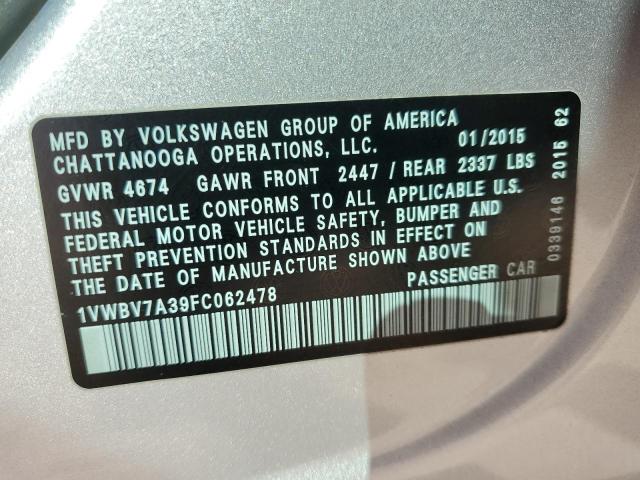 MFD BY VOLKSWAGEN GROUP OF AMERICA
CHATTANOOGA OPERATIONS, LLC. 01/2015
GVWR 4674 GAWR FRONT 2447 / REAR 2337 LBS
THIS VEHICLE CONFORMS TO ALL APPLICABLE U.S.
FEDERAL MOTOR VEHICLE SAFETY, BUMPER AND
THEFT PREVENTION STANDARDS IN EFFECT ON
THE DATE OF MANUFACTURE SHOWN ABOVE
1VWBV7A39FC062478 PASSENGER CAR
0339146 2015 62